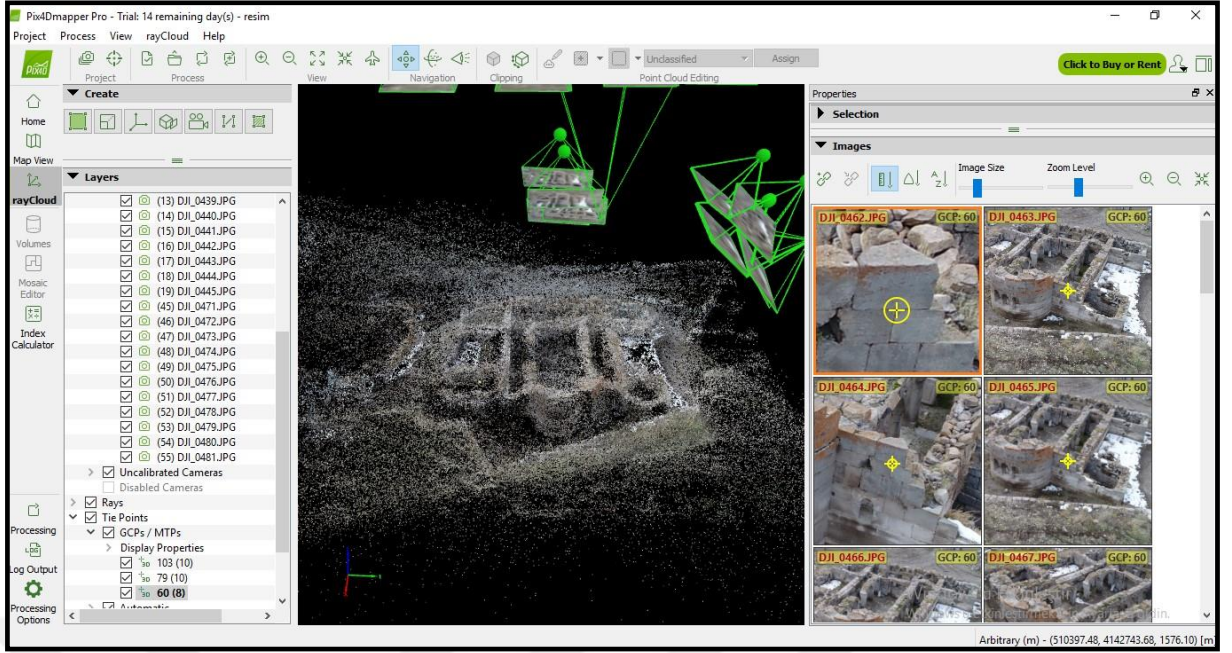 Pix4Dmapper Pro - Trial: 14 remaining day(s) - resim
Project Process View rayCloud Help
PIX4D
Project Process View Navigation Clipping Point Cloud Editing
Unclassified Assign
Click to Buy or Rent
Home
Map View
rayCloud
Volumes
Mosaic
Editor
Index
Calculator
Processing
Log Output
Processing
Options
Create
Layers
(13) DJI_0439.JPG
(14) DJI_0440.JPG
(15) DJI_0441.JPG
(16) DJI_0442.JPG
(17) DJI_0443.JPG
(18) DJI_0444.JPG
(19) DJI_0445.JPG
(45) DJI_0471.JPG
(46) DJI_0472.JPG
(47) DJI_0473.JPG
(48) DJI_0474.JPG
(49) DJI_0475.JPG
(50) DJI_0476.JPG
(51) DJI_0477.JPG
(52) DJI_0478.JPG
(53) DJI_0479.JPG
(54) DJI_0480.JPG
(55) DJI_0481.JPG
Uncalibrated Cameras
Disabled Cameras
Rays
Tie Points
GCPs / MTPs
Display Properties
3D 103 (10)
3D 79 (10)
3D 60 (8)
Automatic
Properties
Selection
Images
Image Size Zoom Level
DJI_0462.JPG GCP: 60 DJI_0463.JPG GCP: 60
DJI_0464.JPG GCP: 60 DJI_0465.JPG GCP: 60
DJI_0466.JPG GCP: 60 DJI_0467.JPG GCP: 60
Arbitrary (m) - (510397.48, 4142743.68, 1576.10) [m